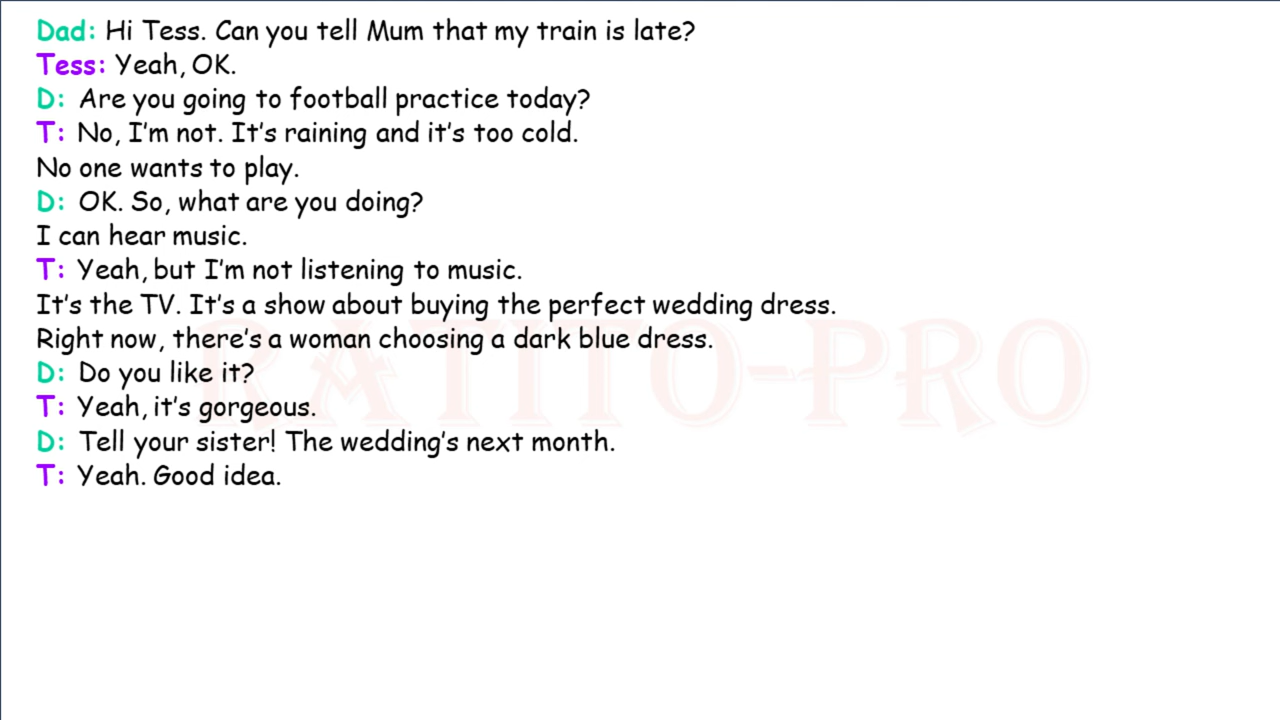 Dad: Hi Tess. Can you tell Mum that my train is late?
Tess: Yeah, OK.
D: Are you going to football practice today?
T: No, I'm not. It's raining and it's too cold.
No one wants to play.
D: OK. So, what are you doing?
I can hear music.
T: Yeah, but I'm not listening to music.
It's the TV. It's a show about buying the perfect wedding dress.
Right now, there's a woman choosing a dark blue dress.
RATITO-PRO
D: Do you like it?
T: Yeah, it's gorgeous.
D: Tell your sister! The wedding's next month.
T: Yeah. Good idea.